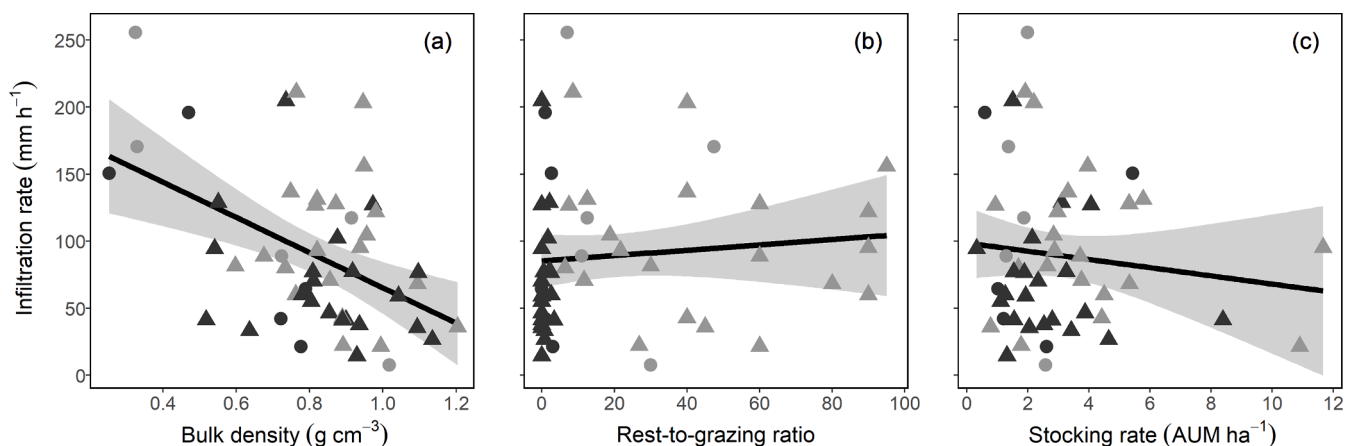 (a)
(b)
(c)
Infiltration rate (mm h⁻¹)
250
200
150
100
50
0
0.4 0.6 0.8 1.0 1.2
0 20 40 60 80 100
0 2 4 6 8 10 12
Bulk density (g cm⁻³)
Rest-to-grazing ratio
Stocking rate (AUM ha⁻¹)